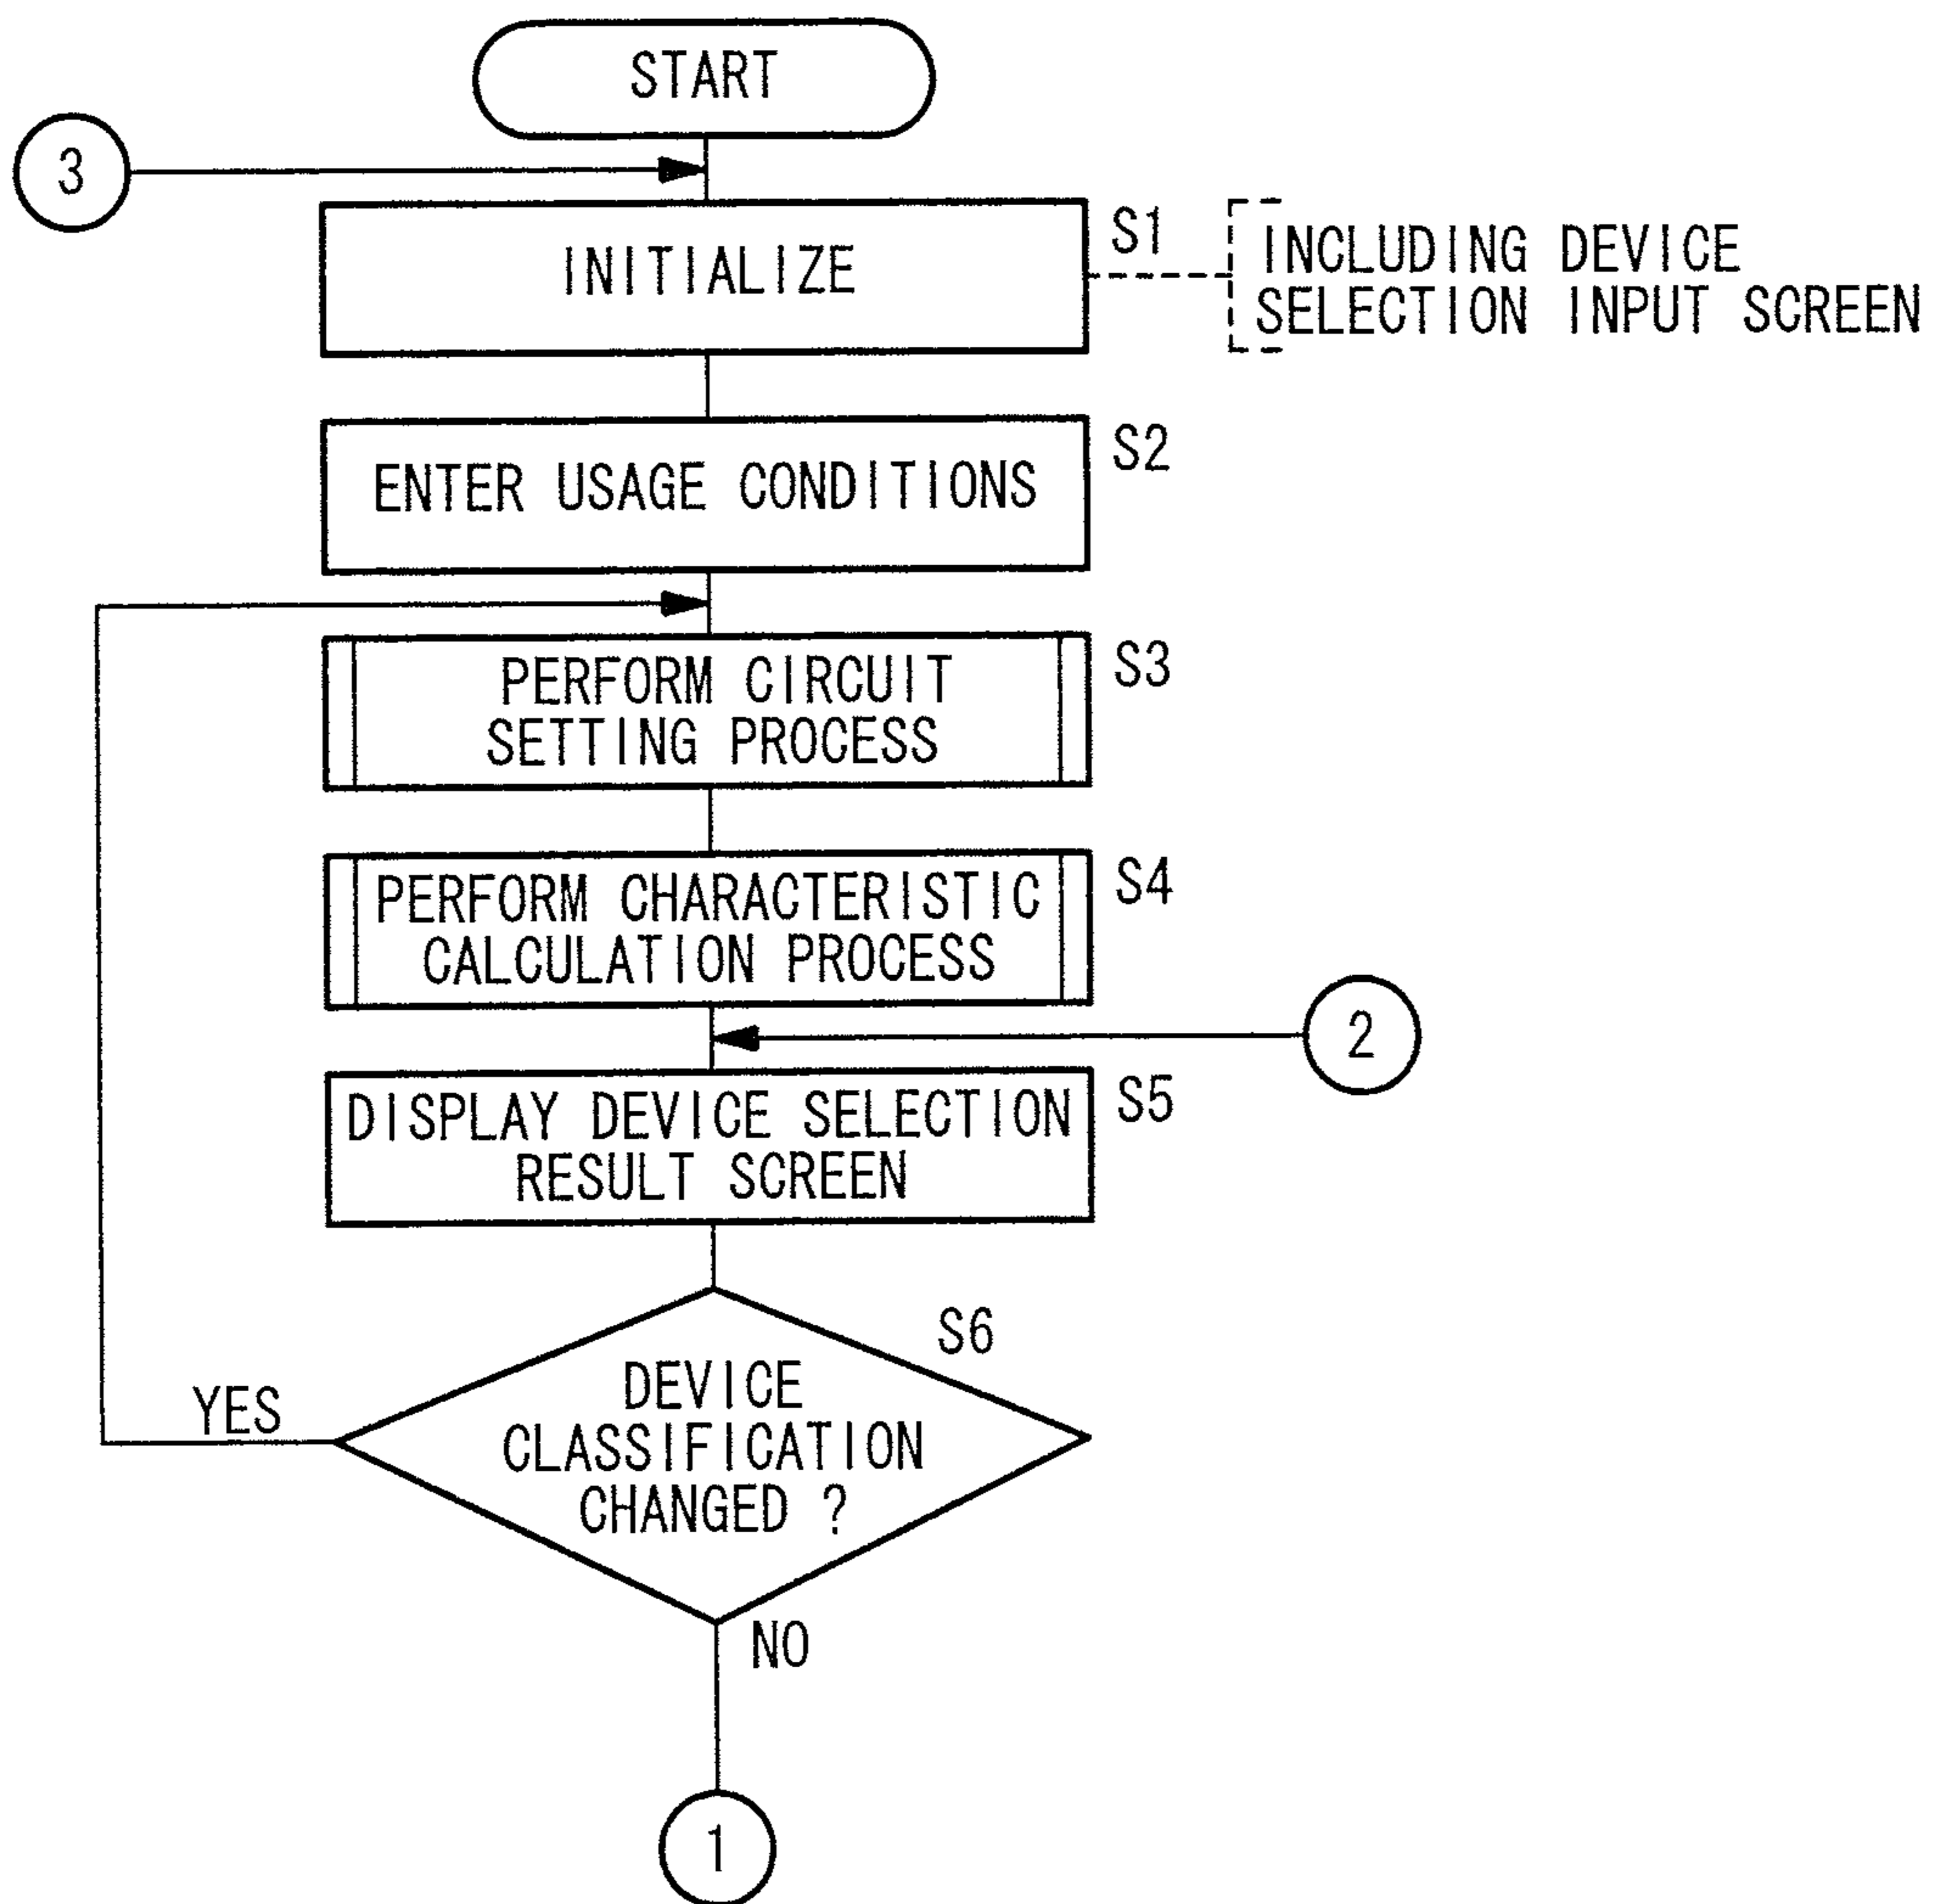 START
3
INITIALIZE
S1
INCLUDING DEVICE
SELECTION INPUT SCREEN
ENTER USAGE CONDITIONS
S2
PERFORM CIRCUIT
SETTING PROCESS
S3
PERFORM CHARACTERISTIC
CALCULATION PROCESS
S4
2
DISPLAY DEVICE SELECTION
RESULT SCREEN
S5
S6
DEVICE
CLASSIFICATION
CHANGED ?
YES
NO
1